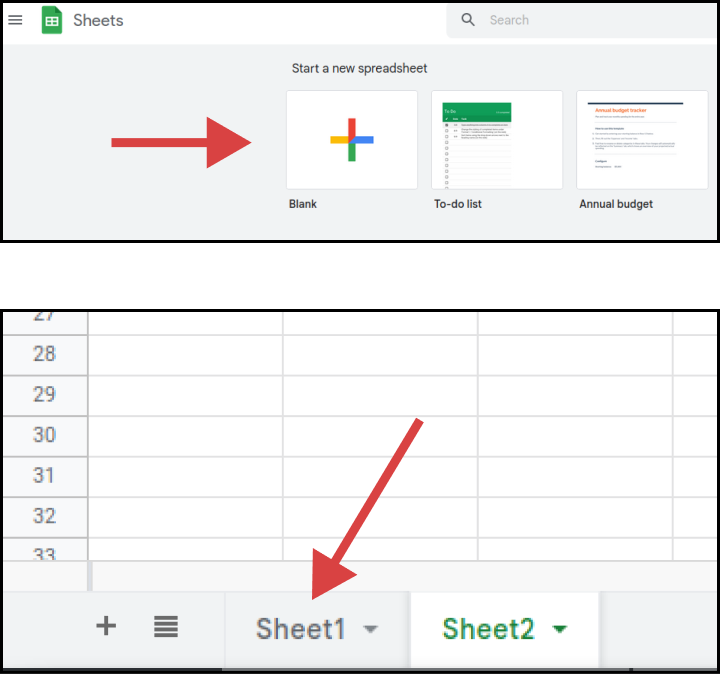 Sheets
Search
Start a new spreadsheet
To-do
Annual budget tracker
Blank
To-do list
Annual budget
27
28
29
30
31
32
33
Sheet1
Sheet2